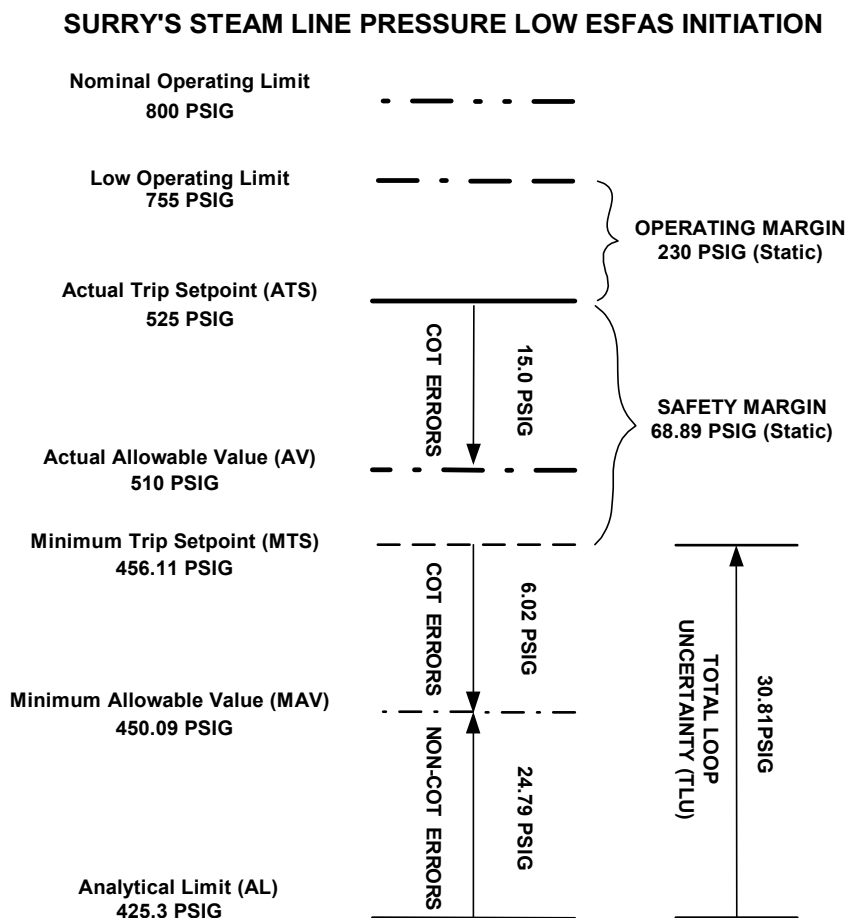 SURRY'S STEAM LINE PRESSURE LOW ESFAS INITIATION
Nominal Operating Limit
800 PSIG
Low Operating Limit
755 PSIG
OPERATING MARGIN
230 PSIG (Static)
Actual Trip Setpoint (ATS)
525 PSIG
COT ERRORS
15.0 PSIG
SAFETY MARGIN
68.89 PSIG (Static)
Actual Allowable Value (AV)
510 PSIG
Minimum Trip Setpoint (MTS)
456.11 PSIG
COT ERRORS
6.02 PSIG
TOTAL LOOP
UNCERTAINTY (TLU)
30.81PSIG
Minimum Allowable Value (MAV)
450.09 PSIG
NON-COT ERRORS
24.79 PSIG
Analytical Limit (AL)
425.3 PSIG